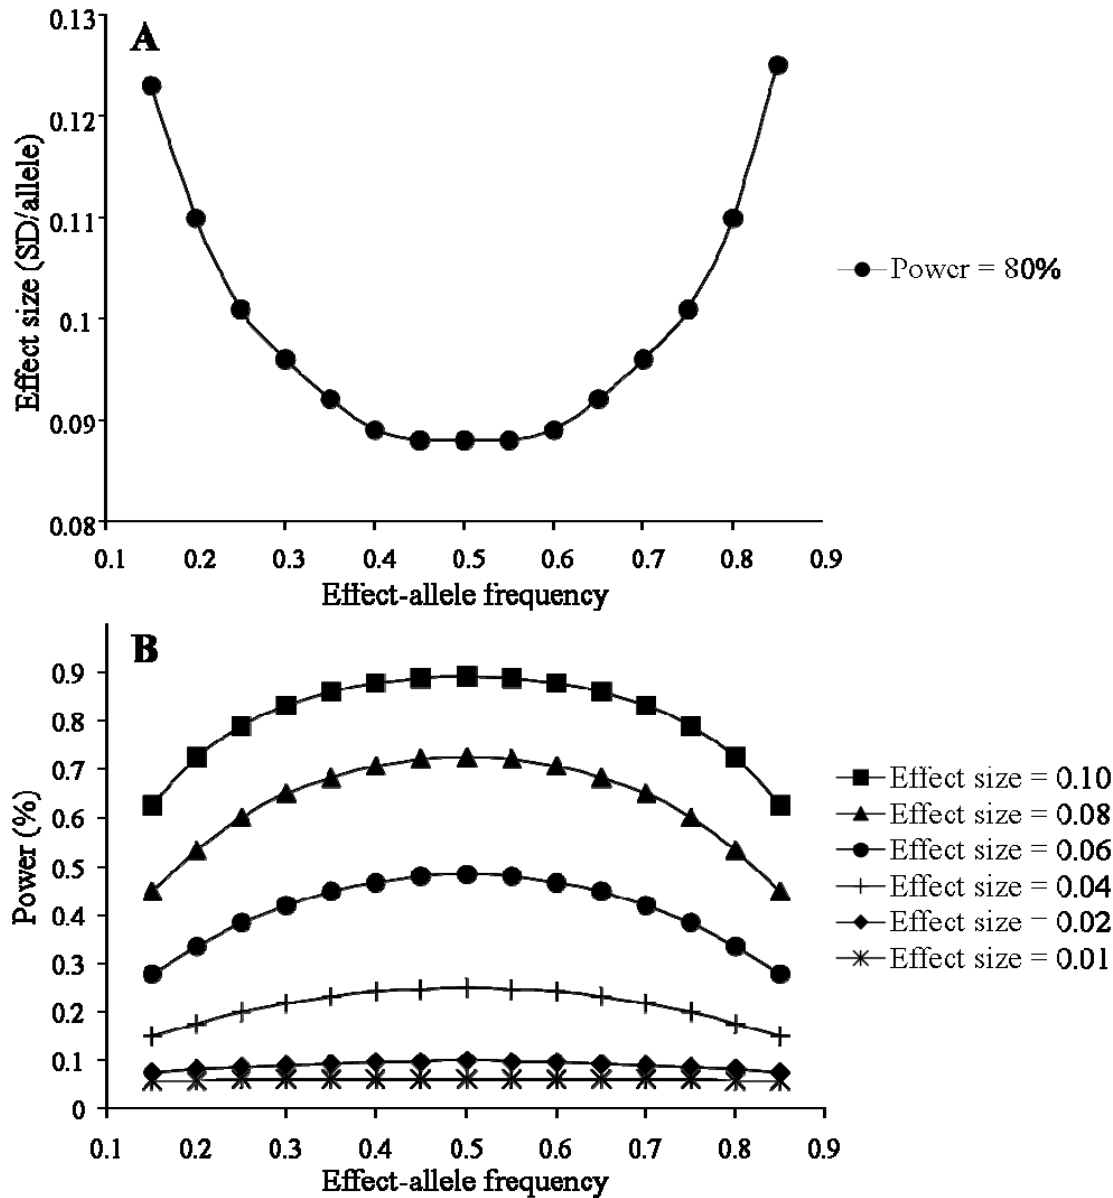 A
0.13
0.12
0.11
0.1
0.09
0.08
Effect size (SD/allele)
0.1 0.2 0.3 0.4 0.5 0.6 0.7 0.8 0.9
Effect-allele frequency
Power = 80%
B
0.9
0.8
0.7
0.6
0.5
0.4
0.3
0.2
0.1
0
Power (%)
0.1 0.2 0.3 0.4 0.5 0.6 0.7 0.8 0.9
Effect-allele frequency
Effect size = 0.10
Effect size = 0.08
Effect size = 0.06
Effect size = 0.04
Effect size = 0.02
Effect size = 0.01